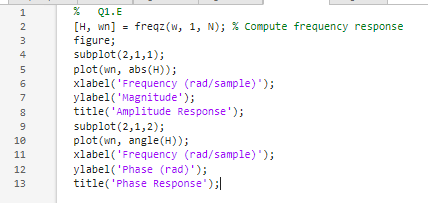 1 % Q1.E
2 [H, wn] = freqz(w, 1, N); % Compute frequency response
3 figure;
4 subplot(2,1,1);
5 plot(wn, abs(H));
6 xlabel('Frequency (rad/sample)');
7 ylabel('Magnitude');
8 title('Amplitude Response');
9 subplot(2,1,2);
10 plot(wn, angle(H));
11 xlabel('Frequency (rad/sample)');
12 ylabel('Phase (rad)');
13 title('Phase Response');